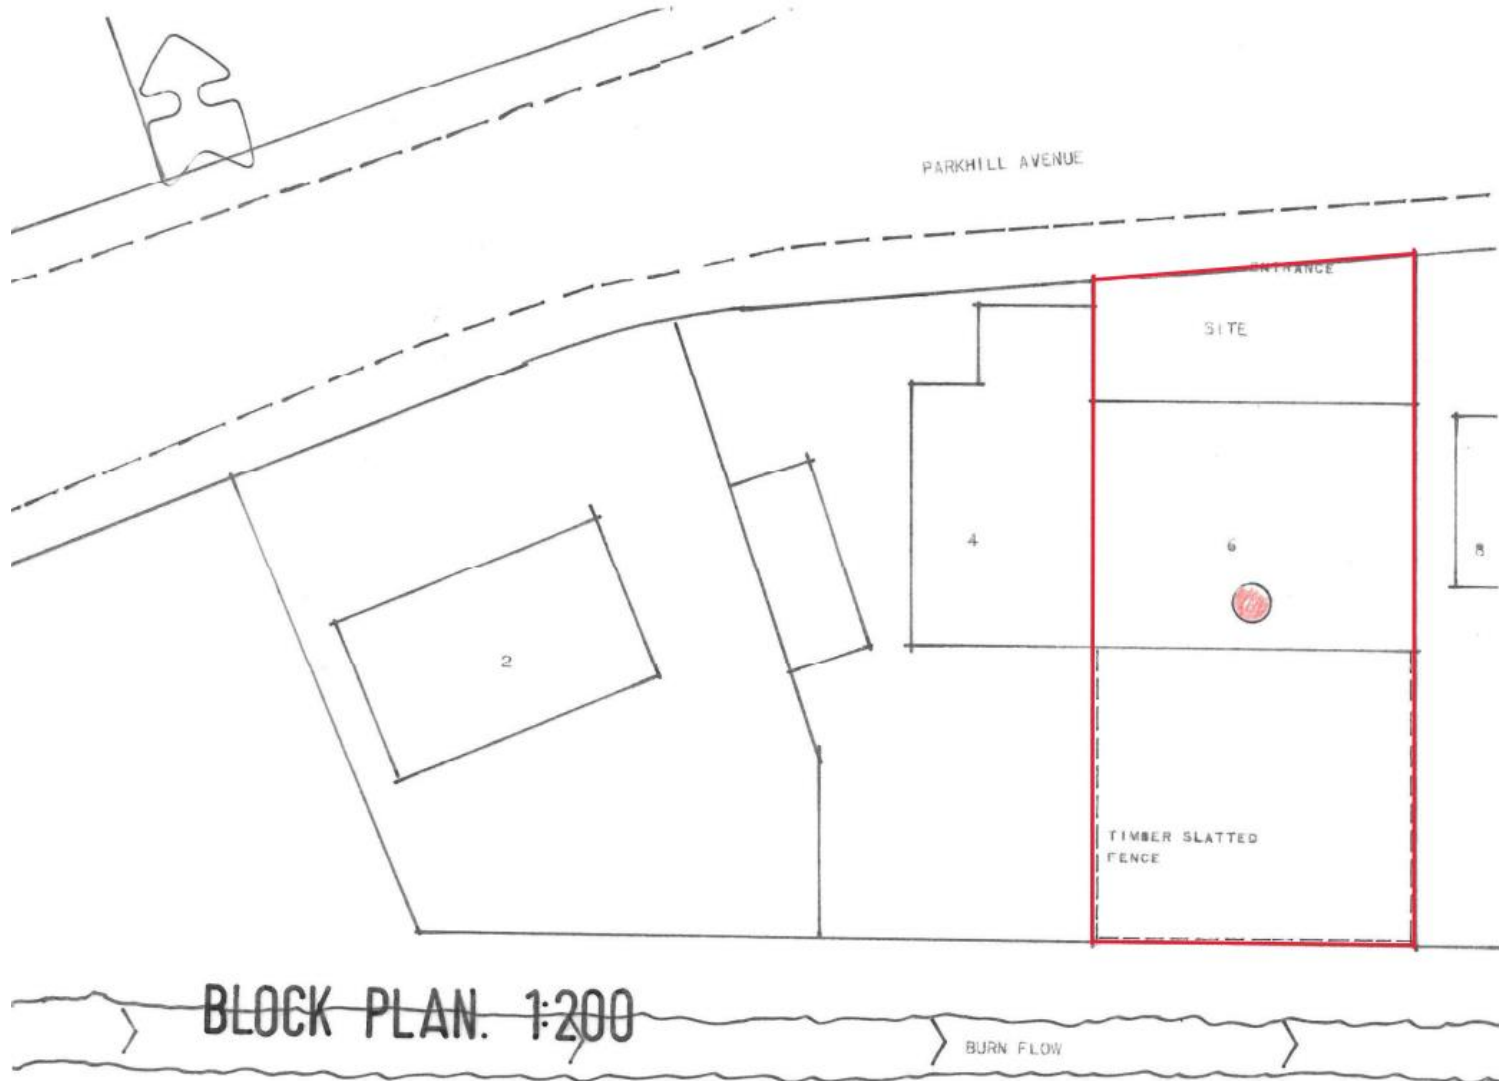 PARKHILL AVENUE
ENTRANCE
SITE
4
6
8
2
TIMBER SLATTED
FENCE
BLOCK PLAN. 1:200
BURN FLOW